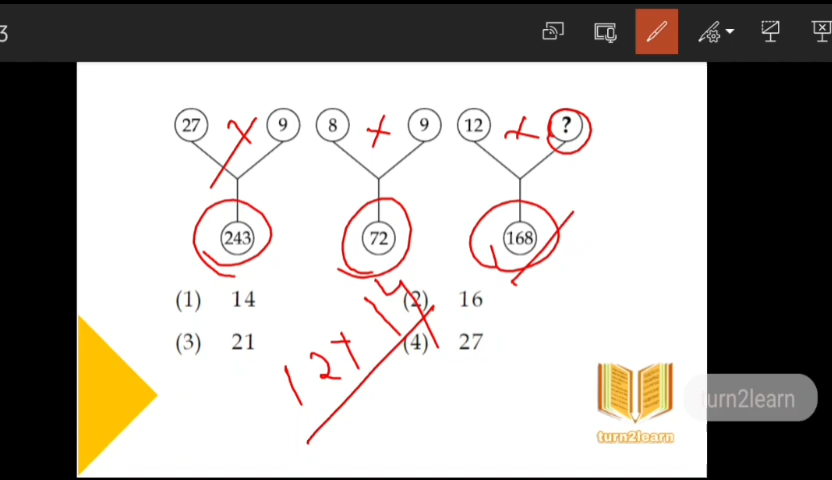 3
27 × 9 8 × 9 12 × ?
243 72 168
(1) 14 (2) 16
(3) 21 (4) 27
12 × 14
turn2learn
turn2learn